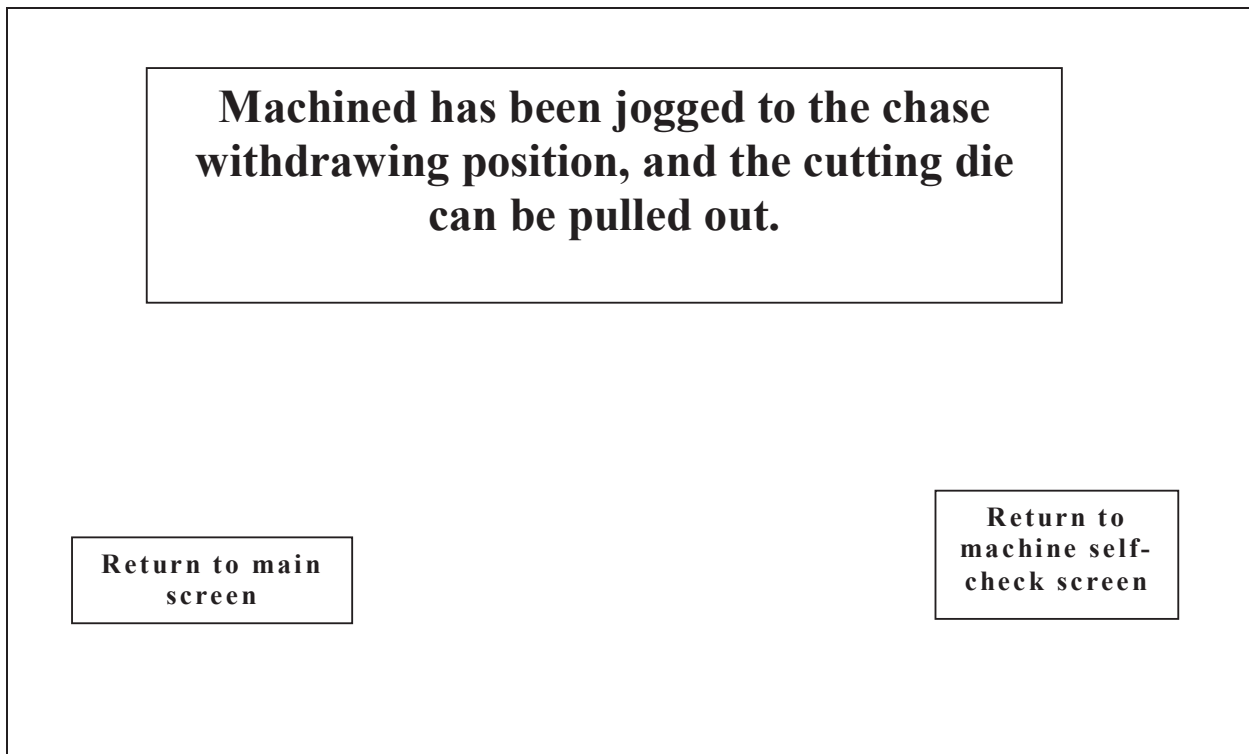 Machined has been jogged to the chase
withdrawing position, and the cutting die
can be pulled out.
Return to main
screen
Return to
machine self-
check screen